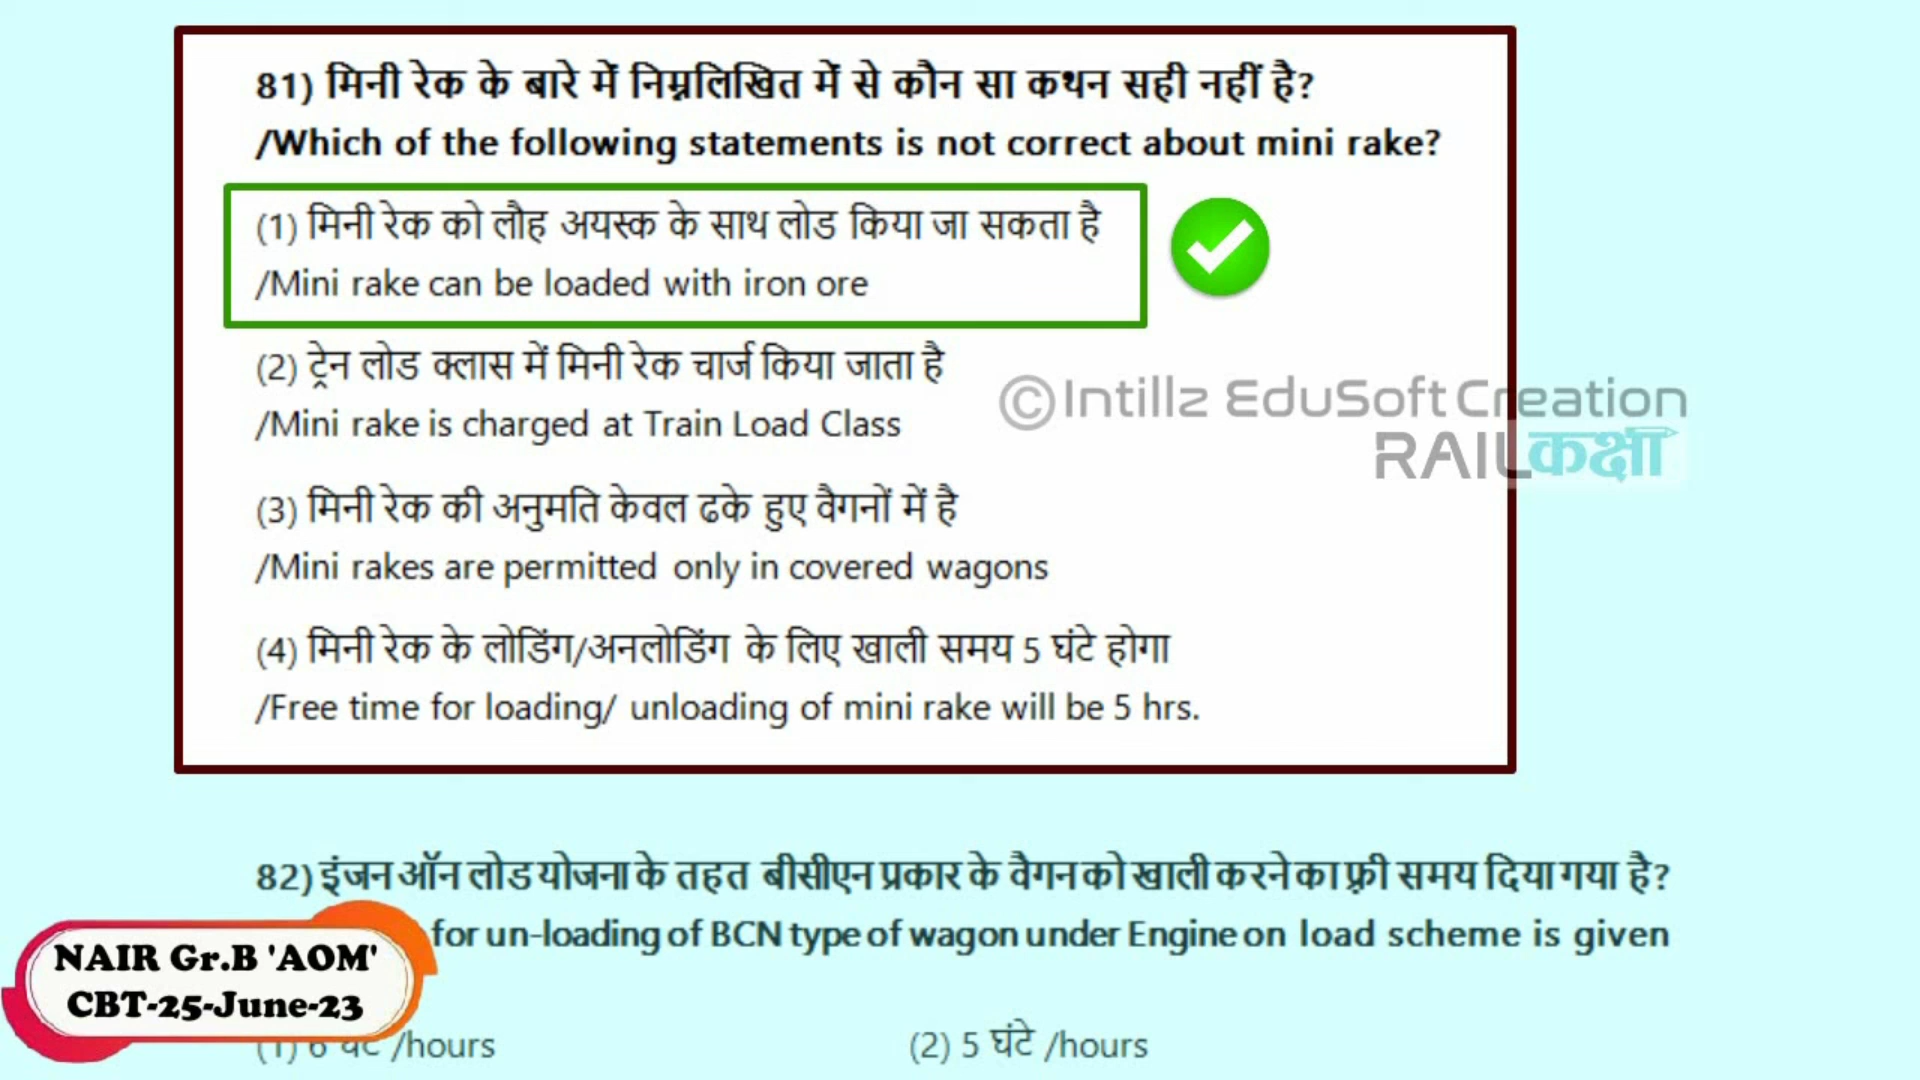 81) मिनी रेक के बारे में निम्नलिखित में से कौन सा कथन सही नहीं है?
/Which of the following statements is not correct about mini rake?
(1) मिनी रेक को लौह अयस्क के साथ लोड किया जा सकता है
/Mini rake can be loaded with iron ore
(2) ट्रेन लोड क्लास में मिनी रेक चार्ज किया जाता है
/Mini rake is charged at Train Load Class
©Intillz EduSoft Creation
RAILकक्षा
(3) मिनी रेक की अनुमति केवल ढके हुए वैगनों में है
/Mini rakes are permitted only in covered wagons
(4) मिनी रेक के लोडिंग/अनलोडिंग के लिए खाली समय 5 घंटे होगा
/Free time for loading/ unloading of mini rake will be 5 hrs.
82) इंजन ऑन लोड योजना के तहत बीसीएन प्रकार के वैगन को खाली करने का फ़्री समय दिया गया है?
for un-loading of BCN type of wagon under Engine on load scheme is given
NAIR Gr.B 'AOM'
CBT-25-June-23
(1) 6 घंटे /hours
(2) 5 घंटे /hours